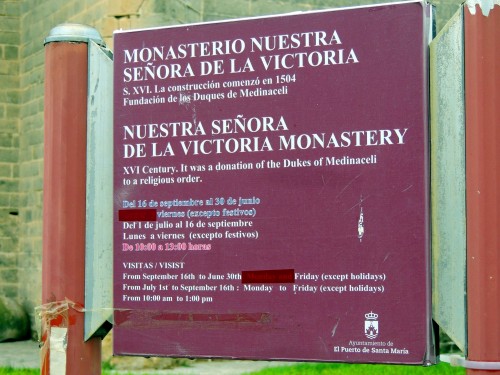 MONASTERIO NUESTRA
SEÑORA DE LA VICTORIA
S. XVI. La construcción comenzó en 1504
Fundación de los Duques de Medinaceli
NUESTRA SEÑORA
DE LA VICTORIA MONASTERY
XVI Century. It was a donation of the Dukes of Medinaceli
to a religious order.
Del 16 de septiembre al 30 de junio
viernes (excepto festivos)
Del 1 de julio al 16 de septiembre
Lunes a viernes (excepto festivos)
De 10:00 a 13:00 horas
VISITAS / VISIST
From September 16th to June 30th Friday (except holidays)
From July 1st to September 16th : Monday to Friday (except holidays)
From 10:00 am to 1:00 pm
Ayuntamiento de
El Puerto de Santa María